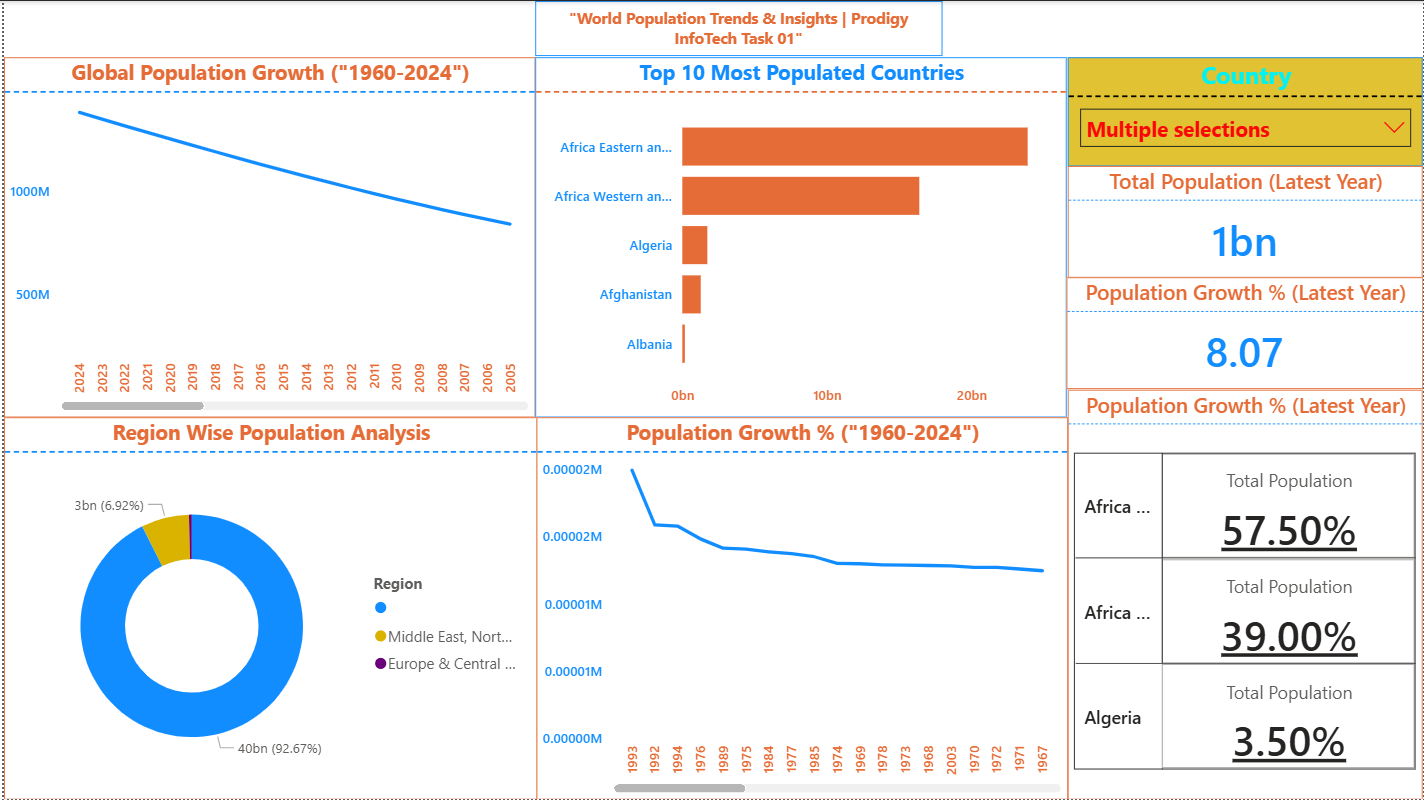 "World Population Trends & Insights | Prodigy
InfoTech Task 01"
Global Population Growth ("1960-2024")
1000M
500M
2024
2023
2022
2021
2020
2019
2018
2017
2016
2015
2014
2013
2012
2011
2010
2009
2008
2007
2006
2005
Top 10 Most Populated Countries
Africa Eastern an...
Africa Western an...
Algeria
Afghanistan
Albania
0bn
10bn
20bn
Country
Multiple selections
Total Population (Latest Year)
1bn
Population Growth % (Latest Year)
8.07
Population Growth % (Latest Year)
Africa ...
Total Population
57.50%
Africa ...
Total Population
39.00%
Algeria
Total Population
3.50%
Region Wise Population Analysis
3bn (6.92%)
40bn (92.67%)
Region
Middle East, Nort...
Europe & Central ...
Population Growth % ("1960-2024")
0.00002M
0.00002M
0.00001M
0.00001M
0.00000M
1993
1992
1994
1976
1989
1975
1984
1977
1985
1974
1969
1978
1973
1968
2003
1970
1972
1971
1967